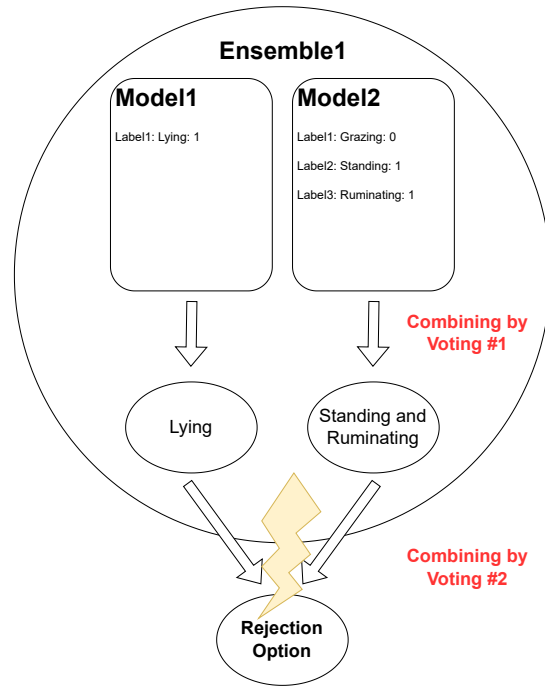 Ensemble1
Model1
Label1: Lying: 1
Model2
Label1: Grazing: 0
Label2: Standing: 1
Label3: Ruminating: 1
Combining by
Voting #1
Lying
Standing and
Ruminating
Combining by
Voting #2
Rejection
Option